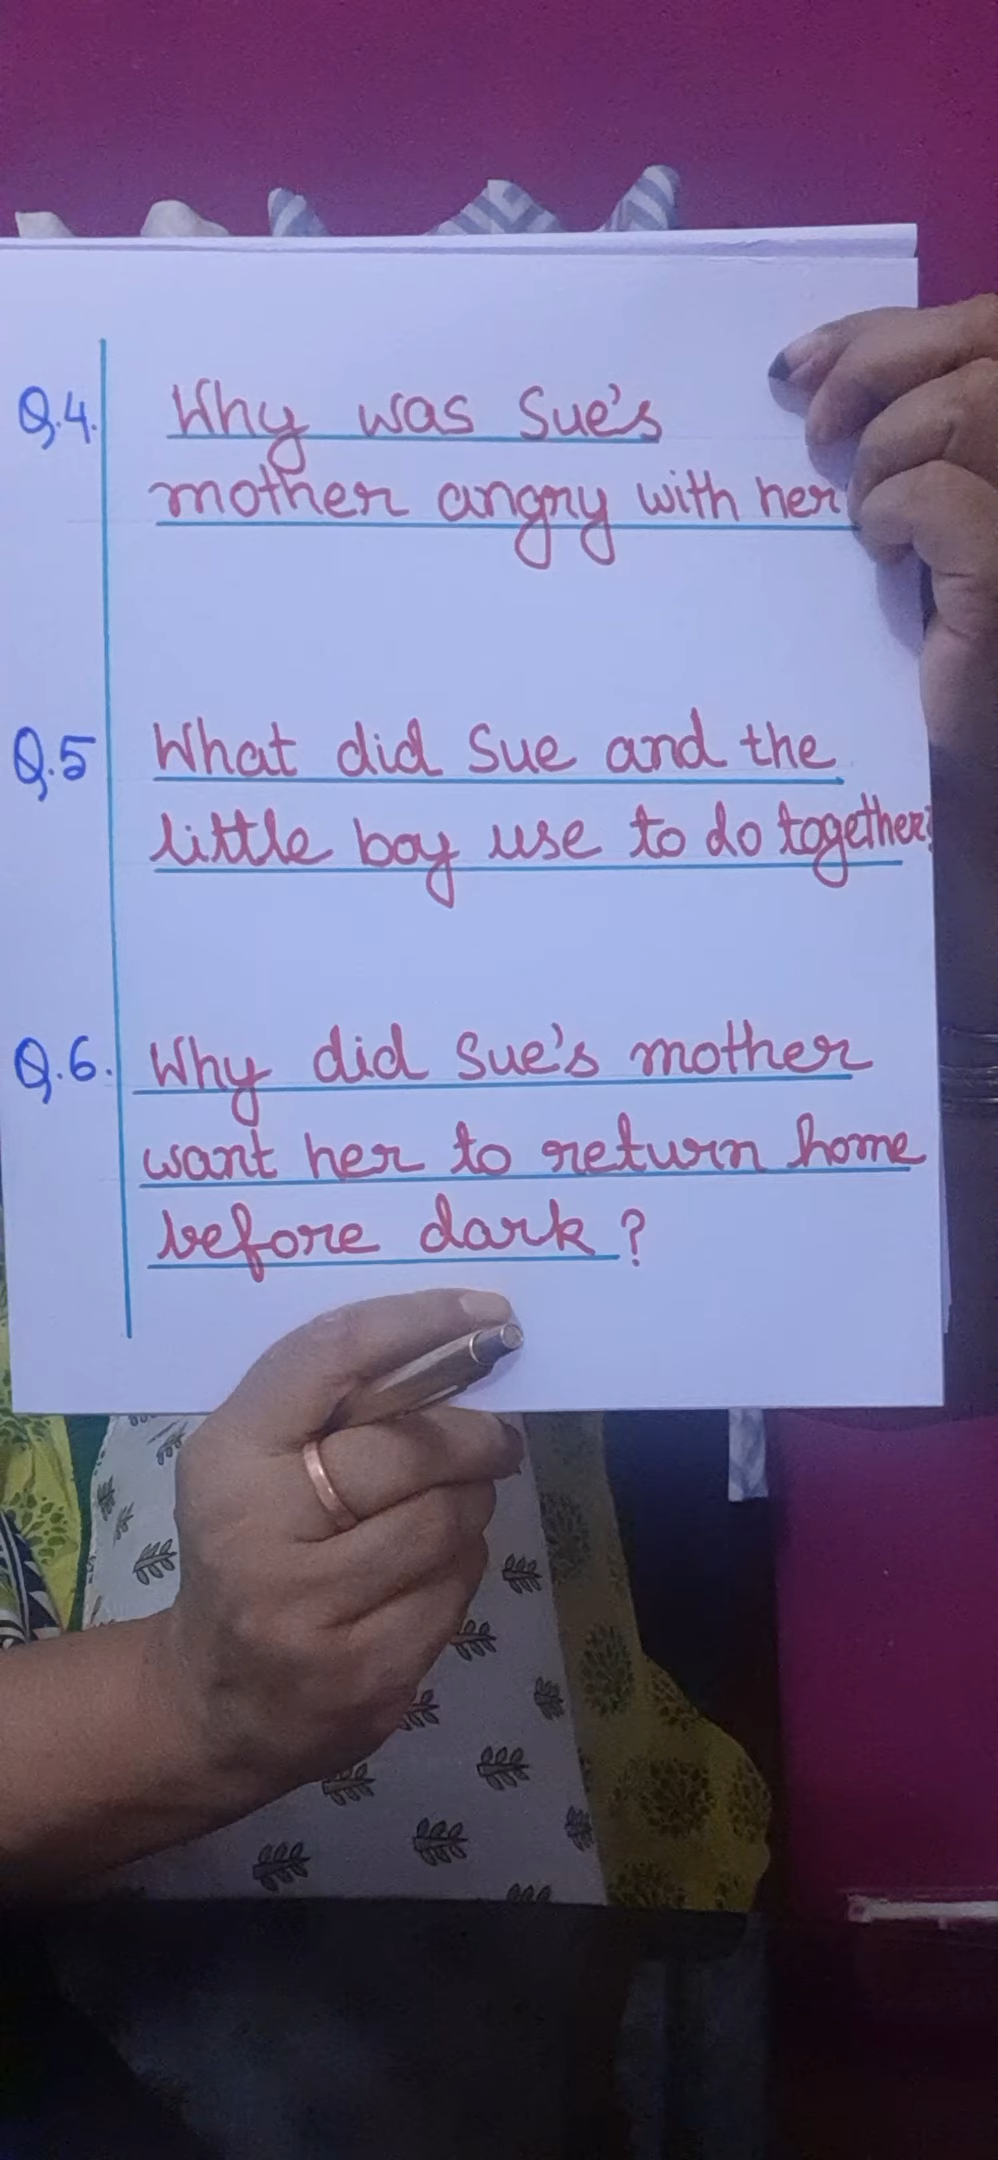 Q.4. Why was Sue's
mother angry with her
Q.5 What did Sue and the
little boy use to do together?
Q.6. Why did Sue's mother
want her to return home
before dark?